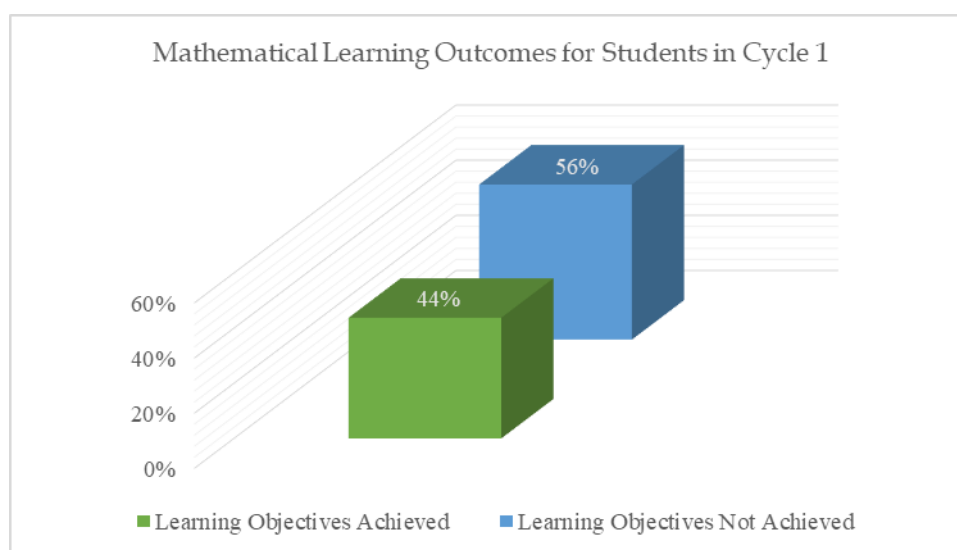 Mathematical Learning Outcomes for Students in Cycle 1
56%
44%
60%
40%
20%
0%
Learning Objectives Achieved
Learning Objectives Not Achieved